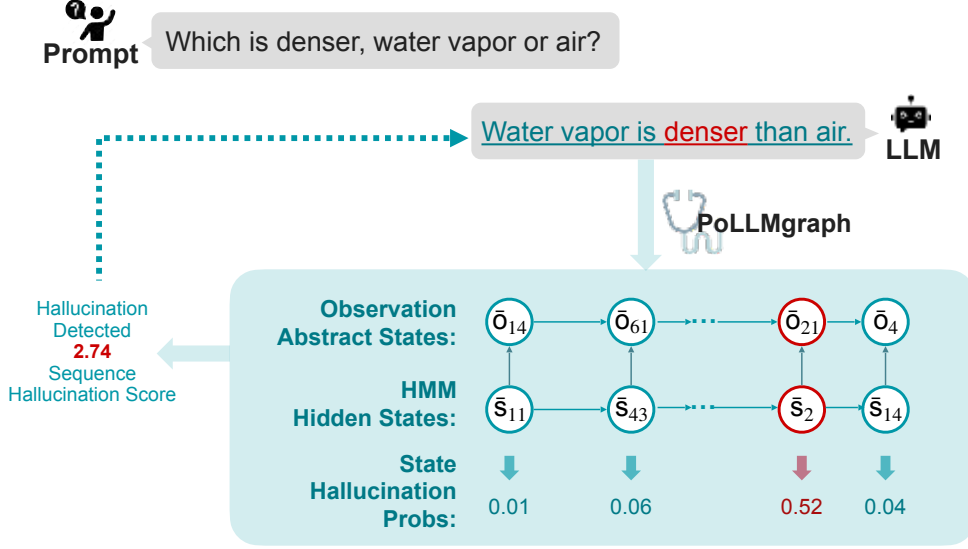 Prompt
Which is denser, water vapor or air?
Water vapor is denser than air.
LLM
PoLLMgraph
Hallucination
Detected
2.74
Sequence
Hallucination Score
Observation
Abstract States:
ō14 ō61 ... ō21 ō4
HMM
Hidden States:
s̄11 s̄43 ... s̄2 s̄14
State
Hallucination
Probs:
0.01 0.06 0.52 0.04